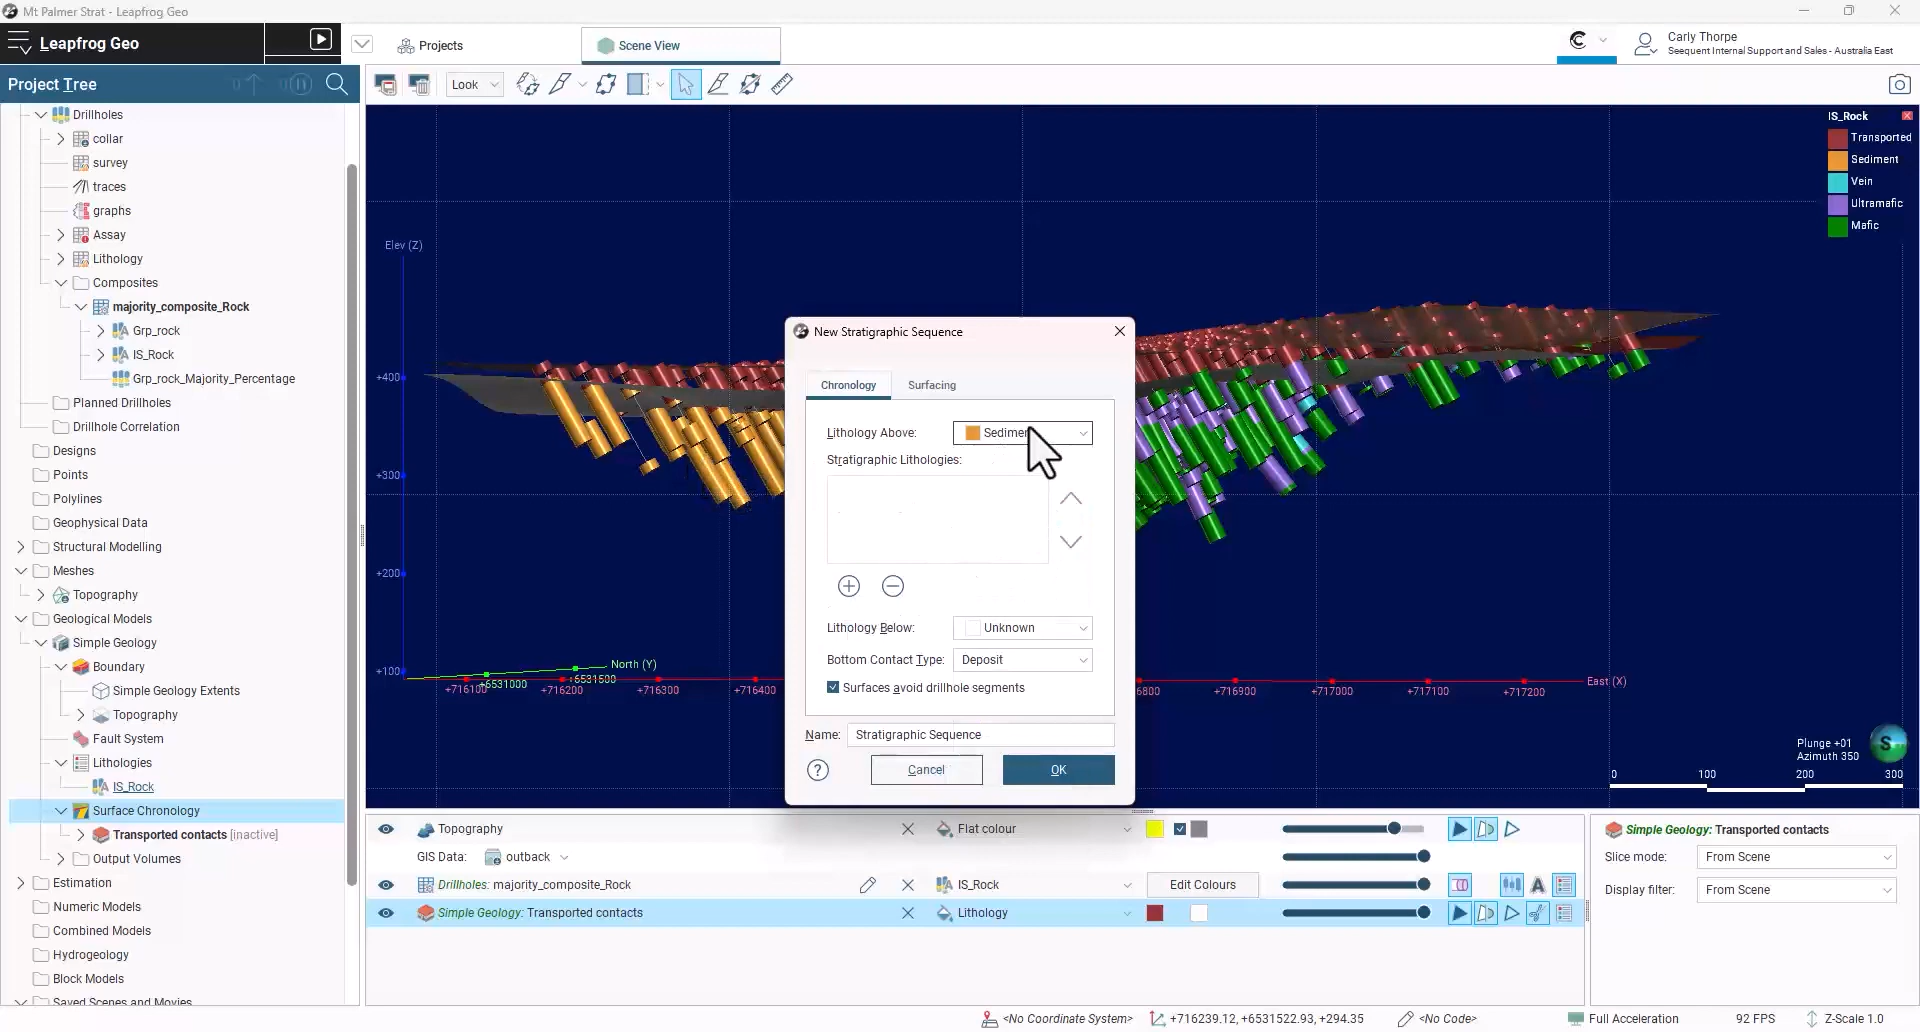 Mt Palmer Strat - Leapfrog Geo
Leapfrog Geo
Projects
Scene View
Carly Thorpe
Seequent Internal Support and Sales - Australia East
Project Tree
Look
Drillholes
collar
survey
traces
graphs
Assay
Lithology
Composites
majority_composite_Rock
Grp_rock
IS_Rock
Grp_rock_Majority_Percentage
Planned Drillholes
Drillhole Correlation
Designs
Points
Polylines
Geophysical Data
Structural Modelling
Meshes
Topography
Geological Models
Simple Geology
Boundary
Simple Geology Extents
Topography
Fault System
Lithologies
IS_Rock
Surface Chronology
Transported contacts [inactive]
Output Volumes
Estimation
Numeric Models
Combined Models
Hydrogeology
Block Models
Saved Scenes and Movies
IS_Rock
Transported
Sediment
Vein
Ultramafic
Mafic
Elev (Z)
+400
+300
+200
+100
North (Y)
+6531000
+6531500
+716100
+716200
+716300
+716400
+716900
+717000
+717100
+717200
East (X)
Plunge +01
Azimuth 350
S
0 100 200 300
New Stratigraphic Sequence
Chronology
Surfacing
Lithology Above:
Stratigraphic Lithologies:
Lithology Below: Unknown
Bottom Contact Type: Deposit
Surfaces avoid drillhole segments
Name: Stratigraphic Sequence
Cancel
OK
Topography
Flat colour
GIS Data: outback
Drillholes: majority_composite_Rock
IS_Rock
Edit Colours
Simple Geology: Transported contacts
Lithology
Simple Geology: Transported contacts
Slice mode: From Scene
Display filter: From Scene
<No Coordinate System>
+716239.12, +6531522.93, +294.35
<No Code>
Full Acceleration
92 FPS
Z-Scale 1.0